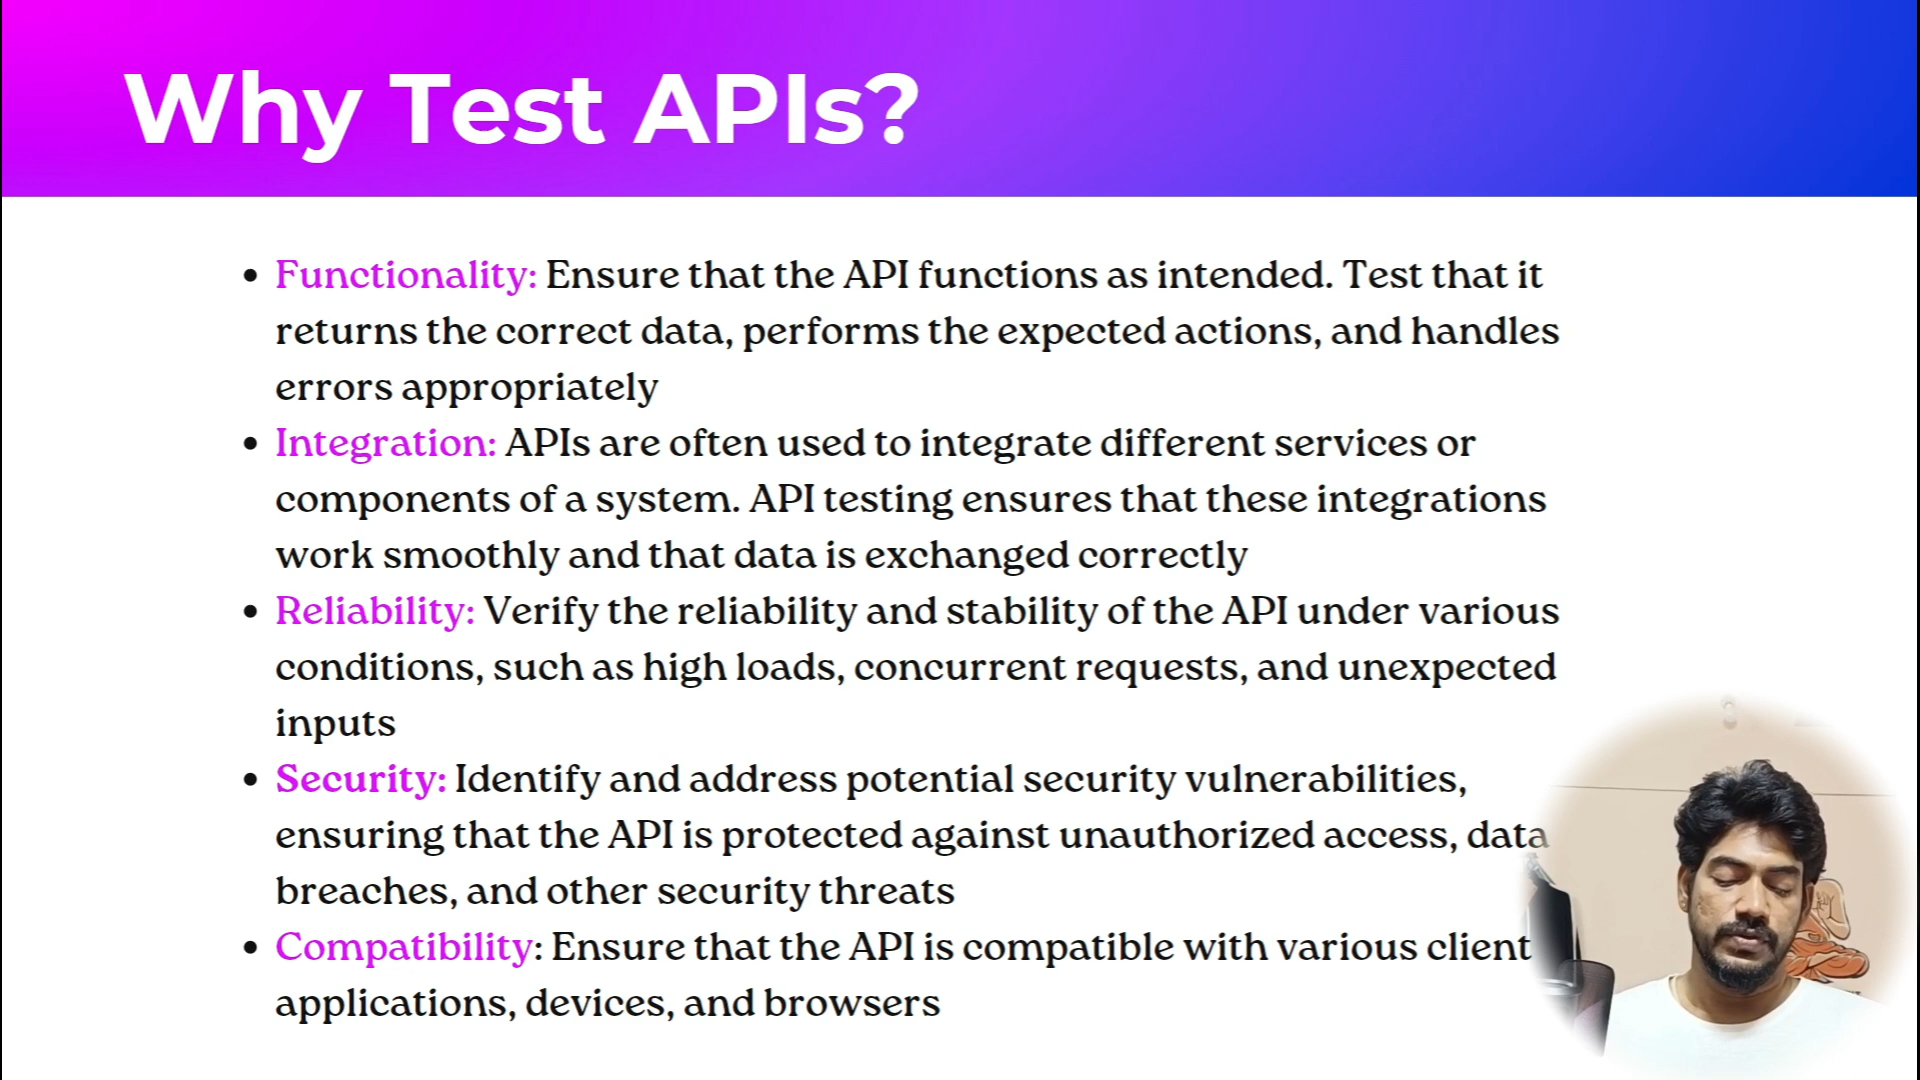 Why Test APIs?
• Functionality: Ensure that the API functions as intended. Test that it
returns the correct data, performs the expected actions, and handles
errors appropriately
• Integration: APIs are often used to integrate different services or
components of a system. API testing ensures that these integrations
work smoothly and that data is exchanged correctly
• Reliability: Verify the reliability and stability of the API under various
conditions, such as high loads, concurrent requests, and unexpected
inputs
• Security: Identify and address potential security vulnerabilities,
ensuring that the API is protected against unauthorized access, data
breaches, and other security threats
• Compatibility: Ensure that the API is compatible with various client
applications, devices, and browsers